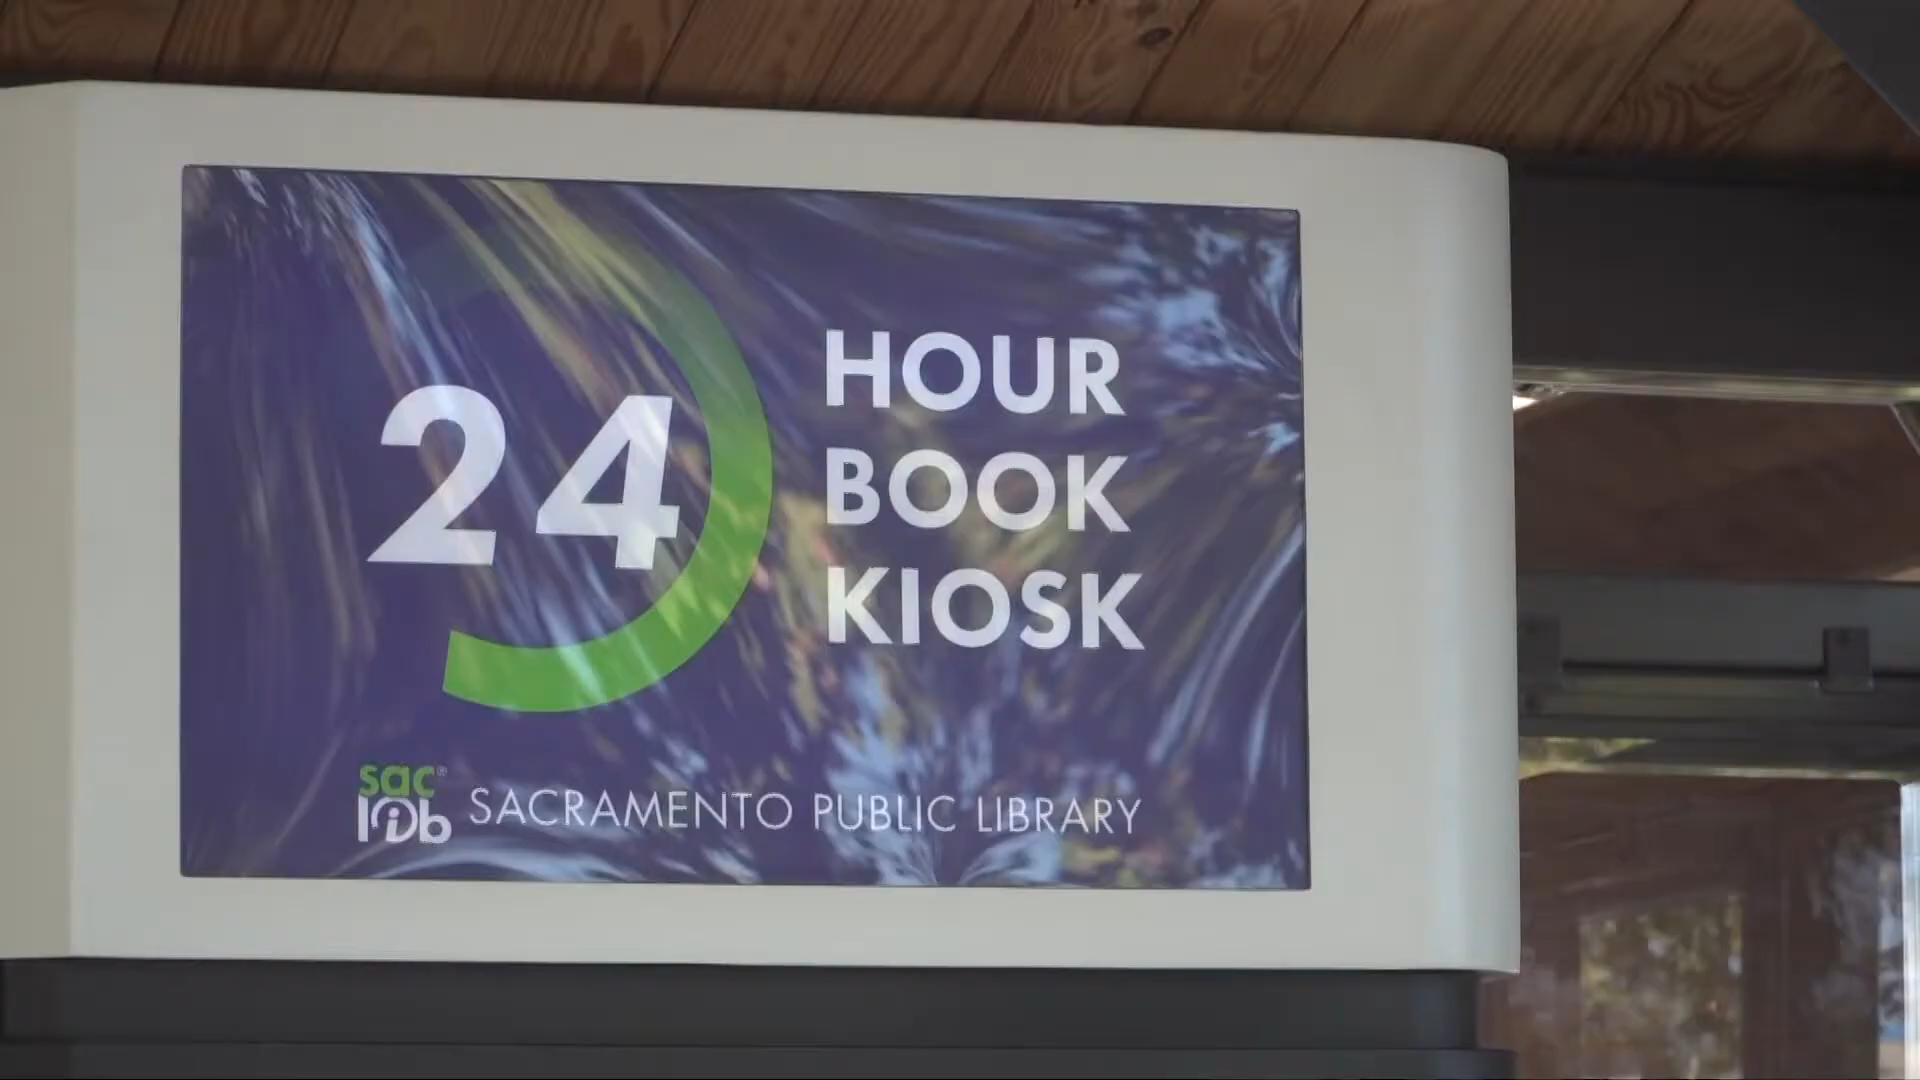 24
HOUR
BOOK
KIOSK
sac®
lib
SACRAMENTO PUBLIC LIBRARY